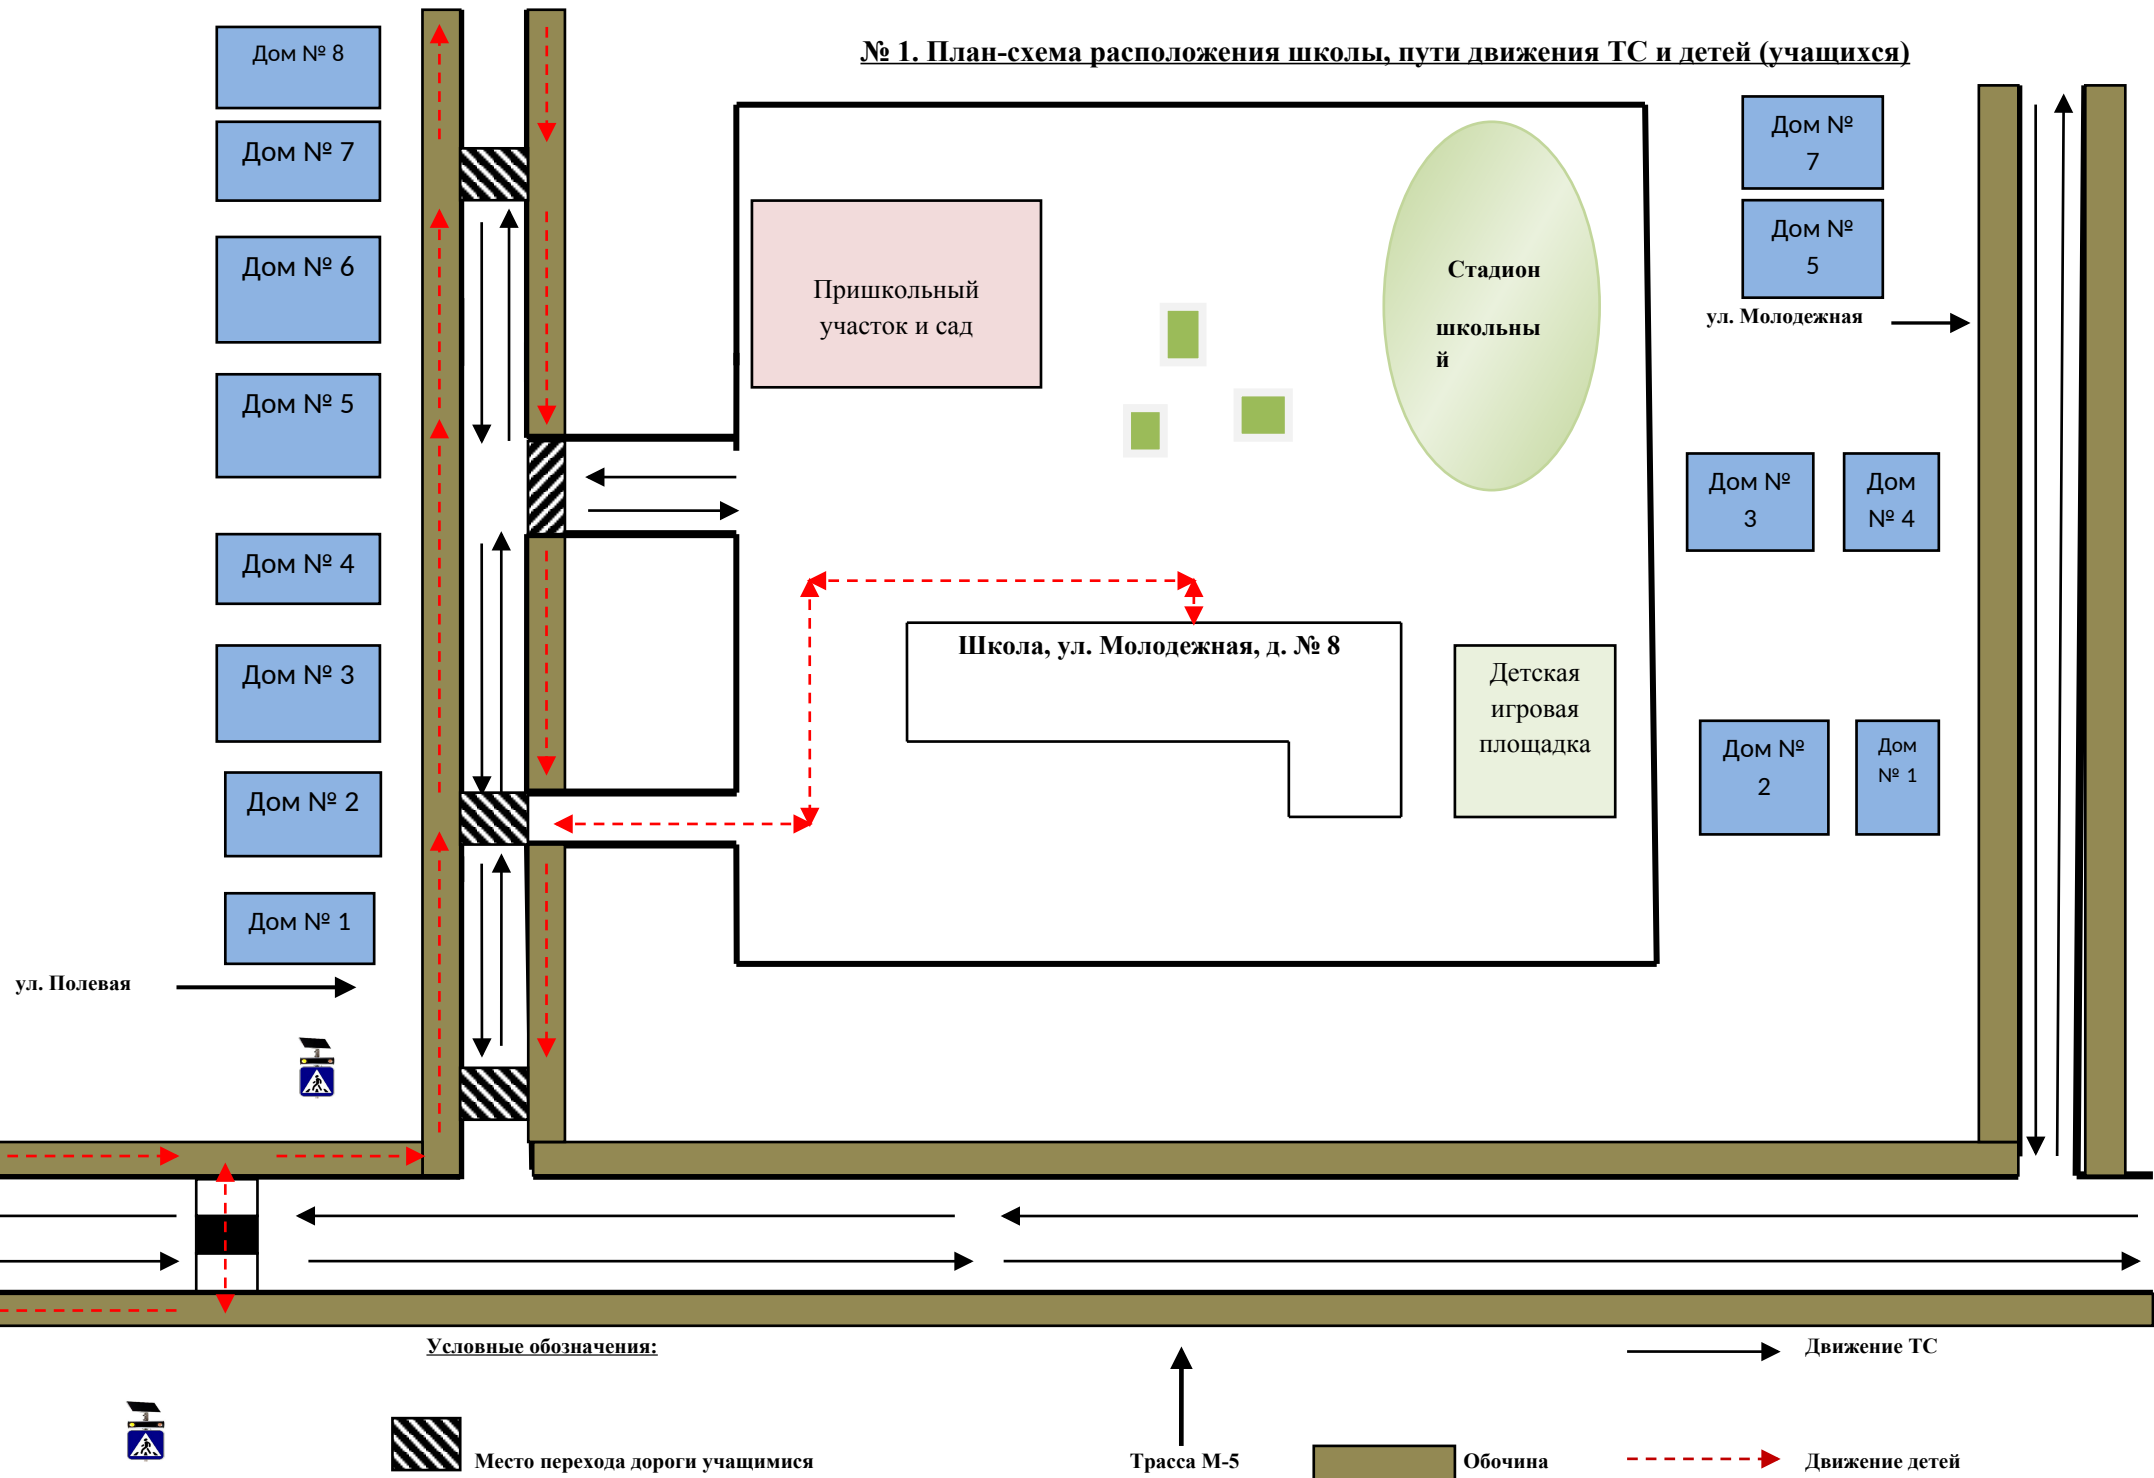 № 1. План-схема расположения школы, пути движения ТС и детей (учащихся)
Дом № 8
Дом № 7
Дом № 6
Дом № 5
Дом № 4
Дом № 3
Дом № 2
Дом № 1
ул. Полевая
Пришкольный
участок и сад
Стадион
школьны
й
Школа, ул. Молодежная, д. № 8
Детская
игровая
площадка
Дом №
7
Дом №
5
ул. Молодежная
Дом №
3
Дом
№ 4
Дом №
2
Дом
№ 1
Условные обозначения:
Движение ТС
Место перехода дороги учащимися
Трасса М-5
Обочина
Движение детей